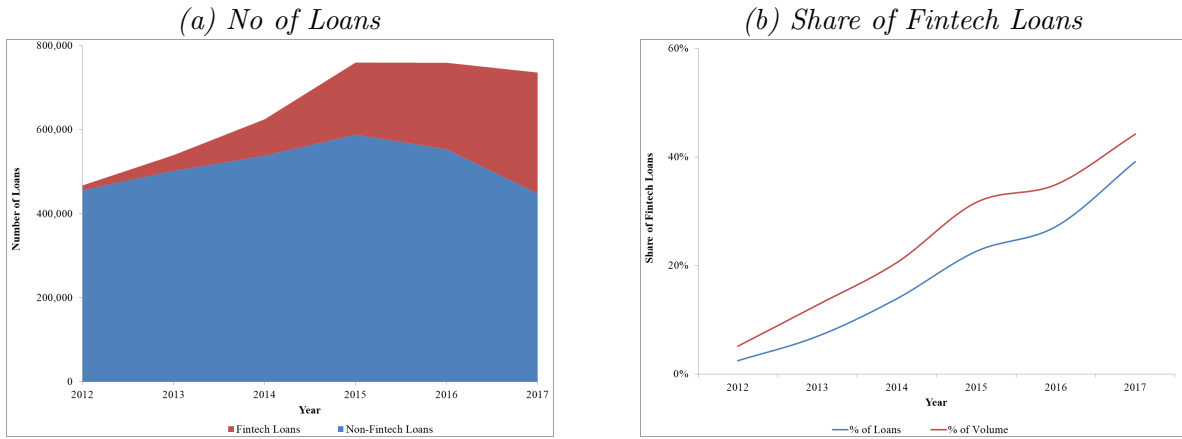 (a) No of Loans
800,000
600,000
400,000
200,000
0
Number of Loans
2012 2013 2014 2015 2016 2017
Year
Fintech Loans Non-Fintech Loans
(b) Share of Fintech Loans
60%
40%
20%
0%
Share of Fintech Loans
2012 2013 2014 2015 2016 2017
Year
% of Loans % of Volume